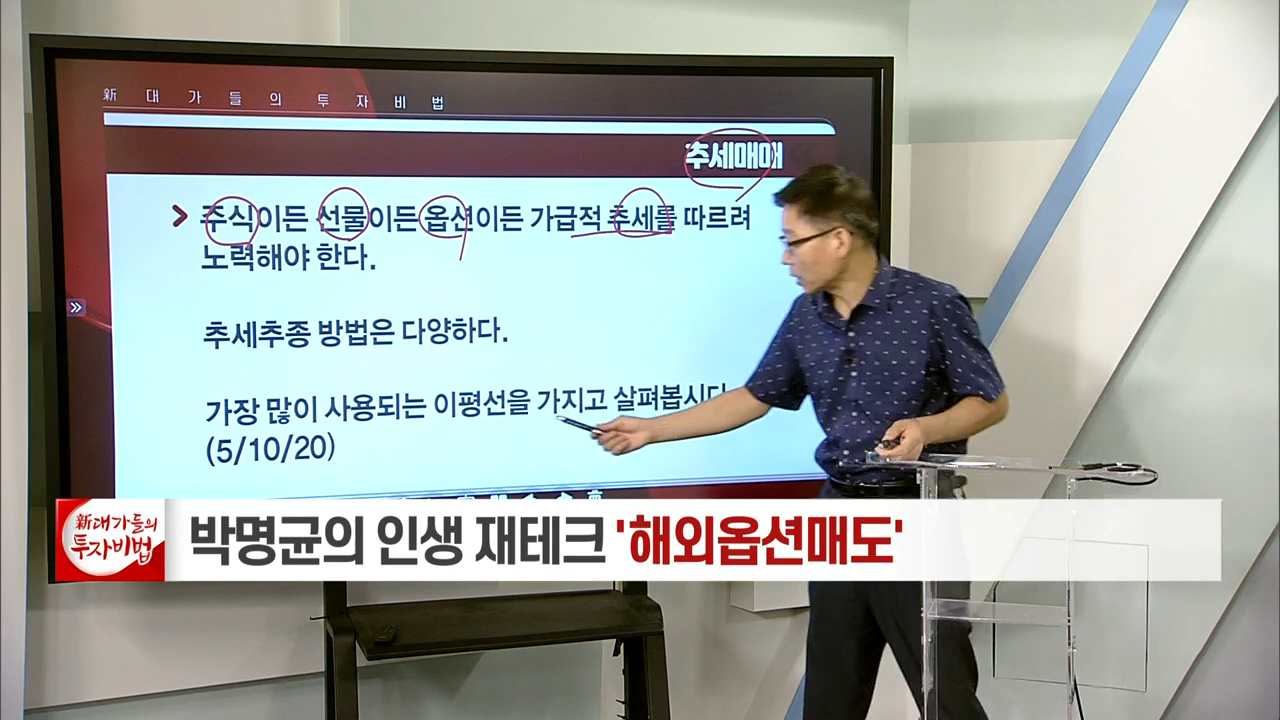 新 대 가 들 의 투 자 비 법
추세매매
주식이든 선물이든 옵션이든 가급적 추세를 따르려
노력해야 한다.
추세추종 방법은 다양하다.
가장 많이 사용되는 이평선을 가지고 살펴봅시다
(5/10/20)
新대가들의
투자비법
박명균의 인생 재테크 '해외옵션매도'